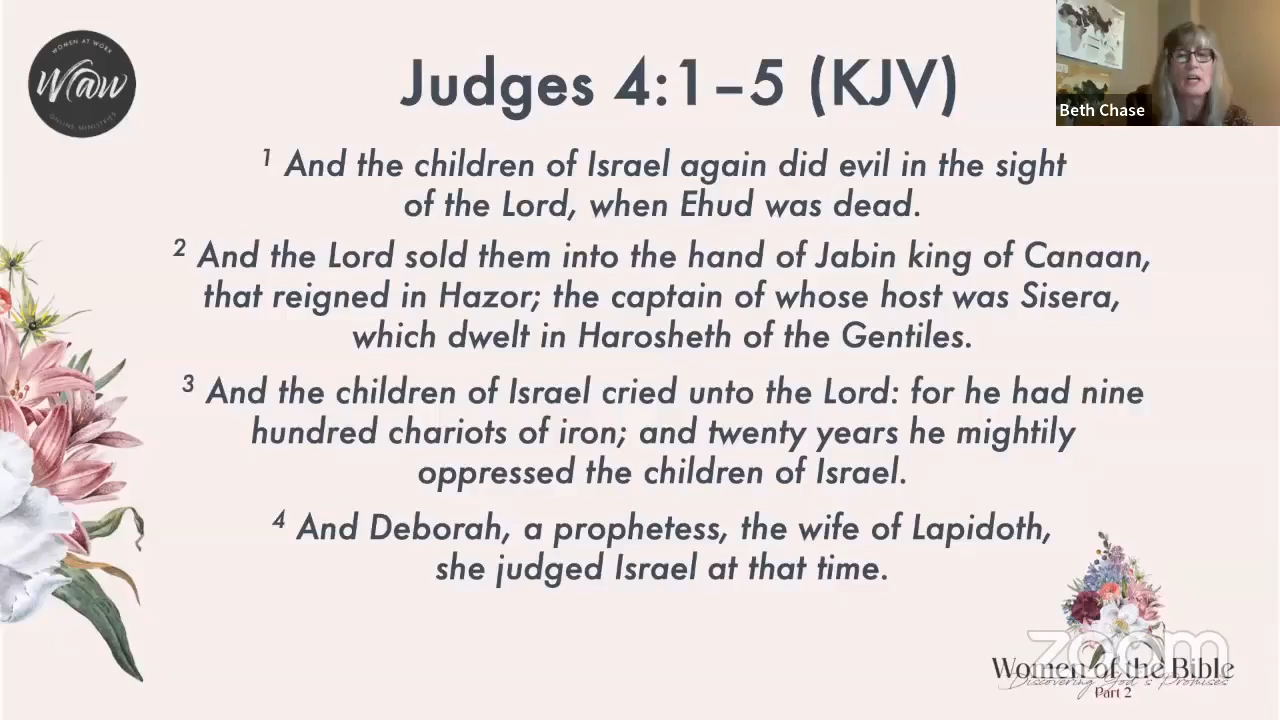 WOMEN AT WORK
Waw
ONLINE MINISTRIES
Judges 4:1–5 (KJV)
Beth Chase
1 And the children of Israel again did evil in the sight
of the Lord, when Ehud was dead.
2 And the Lord sold them into the hand of Jabin king of Canaan,
that reigned in Hazor; the captain of whose host was Sisera,
which dwelt in Harosheth of the Gentiles.
3 And the children of Israel cried unto the Lord: for he had nine
hundred chariots of iron; and twenty years he mightily
oppressed the children of Israel.
4 And Deborah, a prophetess, the wife of Lapidoth,
she judged Israel at that time.
zoom
Women of the Bible
Discovering God's Promises
Part 2